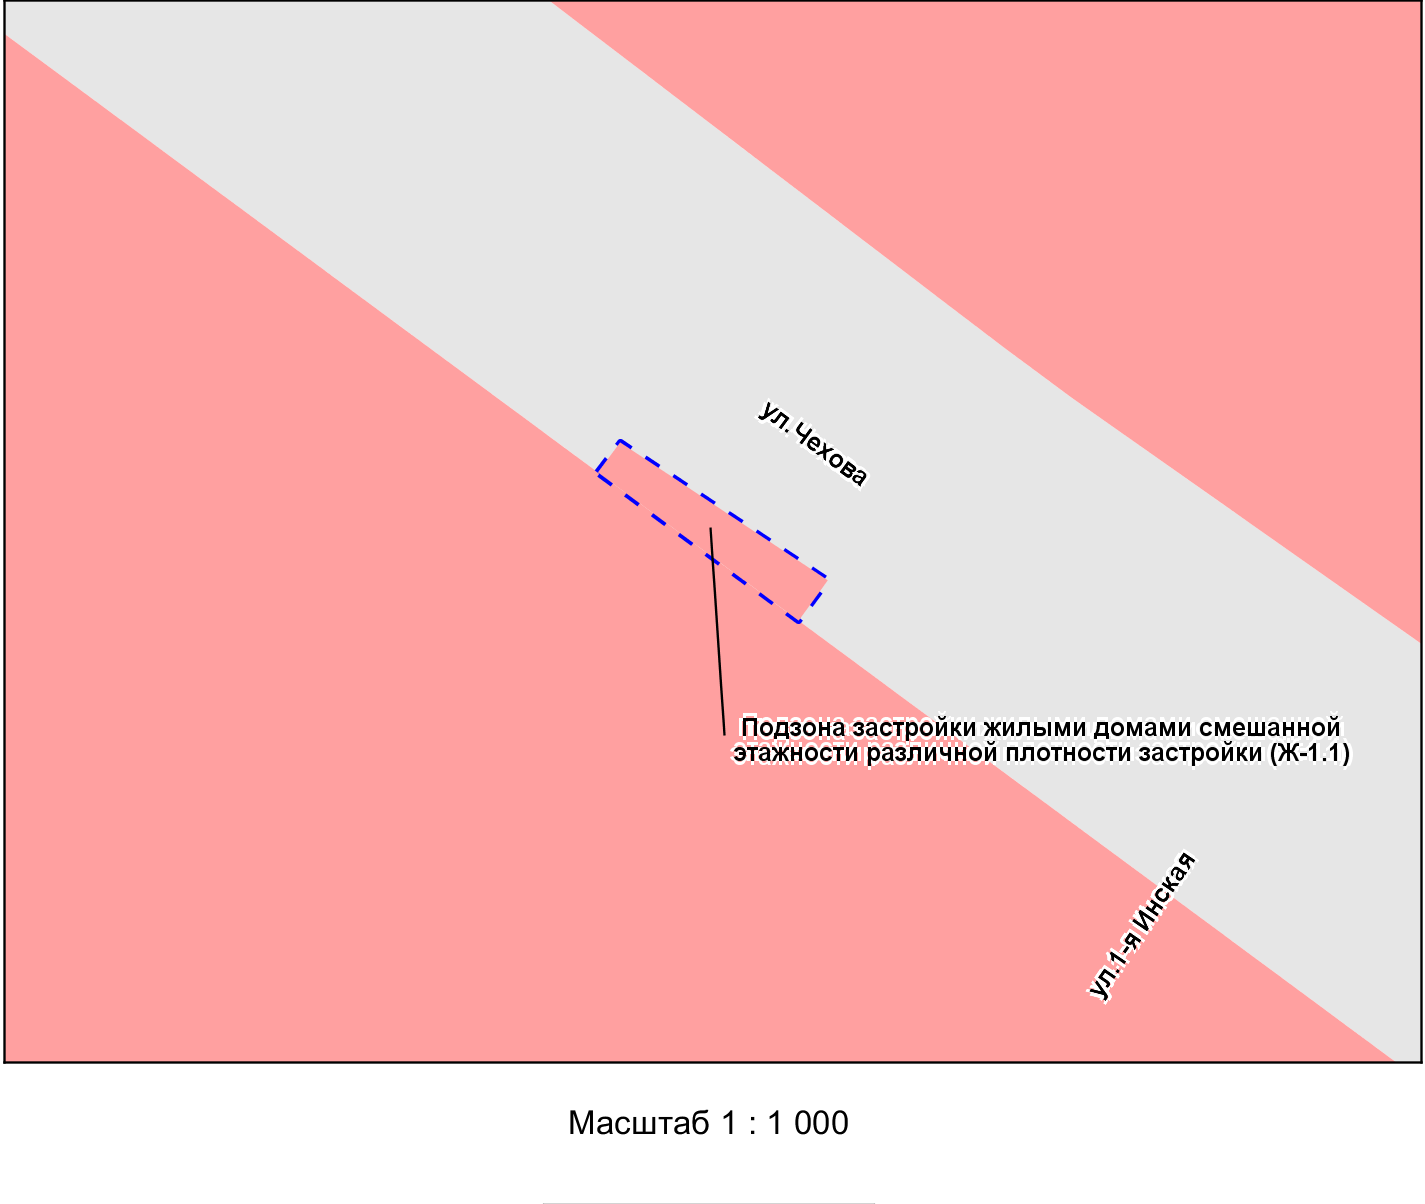 ул. Чехова
Подзона застройки жилыми домами смешанной
этажности различной плотности застройки (Ж-1.1)
ул.1-я Инская
Масштаб 1 : 1 000